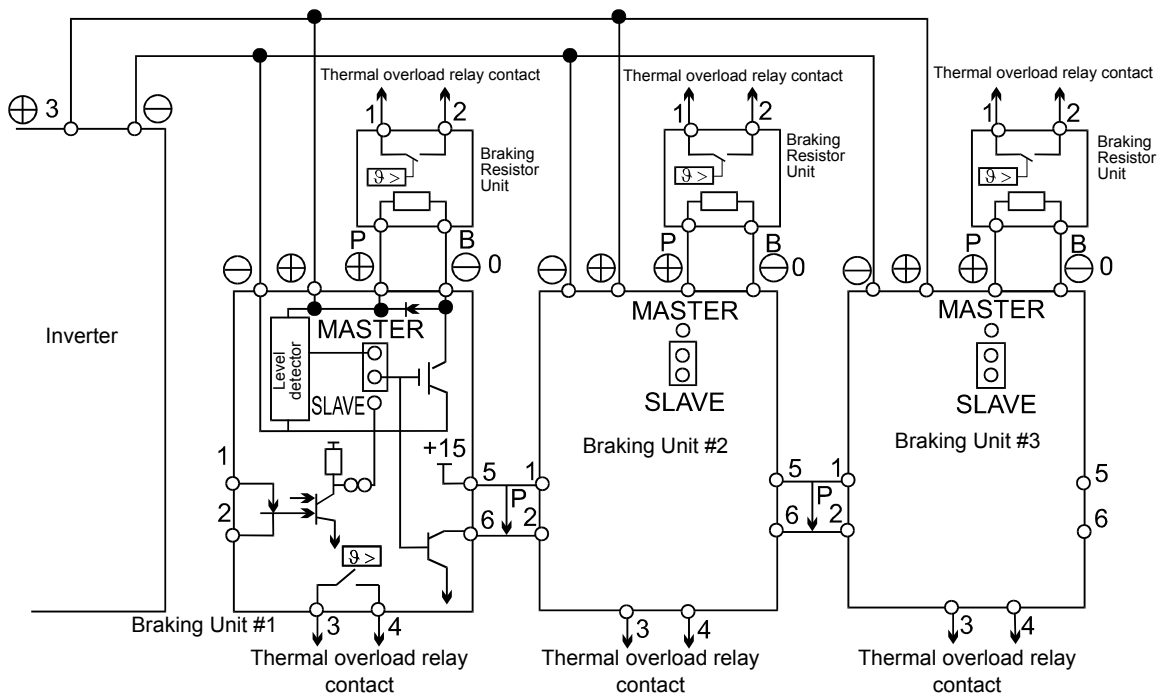 Thermal overload relay contact
Thermal overload relay contact
Thermal overload relay contact
⊕ 3 ⊖
1 2
1 2
1 2
Braking
Resistor
Unit
Braking
Resistor
Unit
Braking
Resistor
Unit
ϑ >
ϑ >
ϑ >
P B
P B
P B
⊖ ⊕ ⊕ ⊖ 0
⊖ ⊕ ⊕ ⊖ 0
⊖ ⊕ ⊕ ⊖ 0
Inverter
Level
detector
MASTER
SLAVE
MASTER
SLAVE
MASTER
SLAVE
Braking Unit #2
Braking Unit #3
+15
1
2
5
6
P
1
2
5
6
P
1
2
5
6
ϑ >
Braking Unit #1
3 4
3 4
3 4
Thermal overload relay
contact
Thermal overload relay
contact
Thermal overload relay
contact